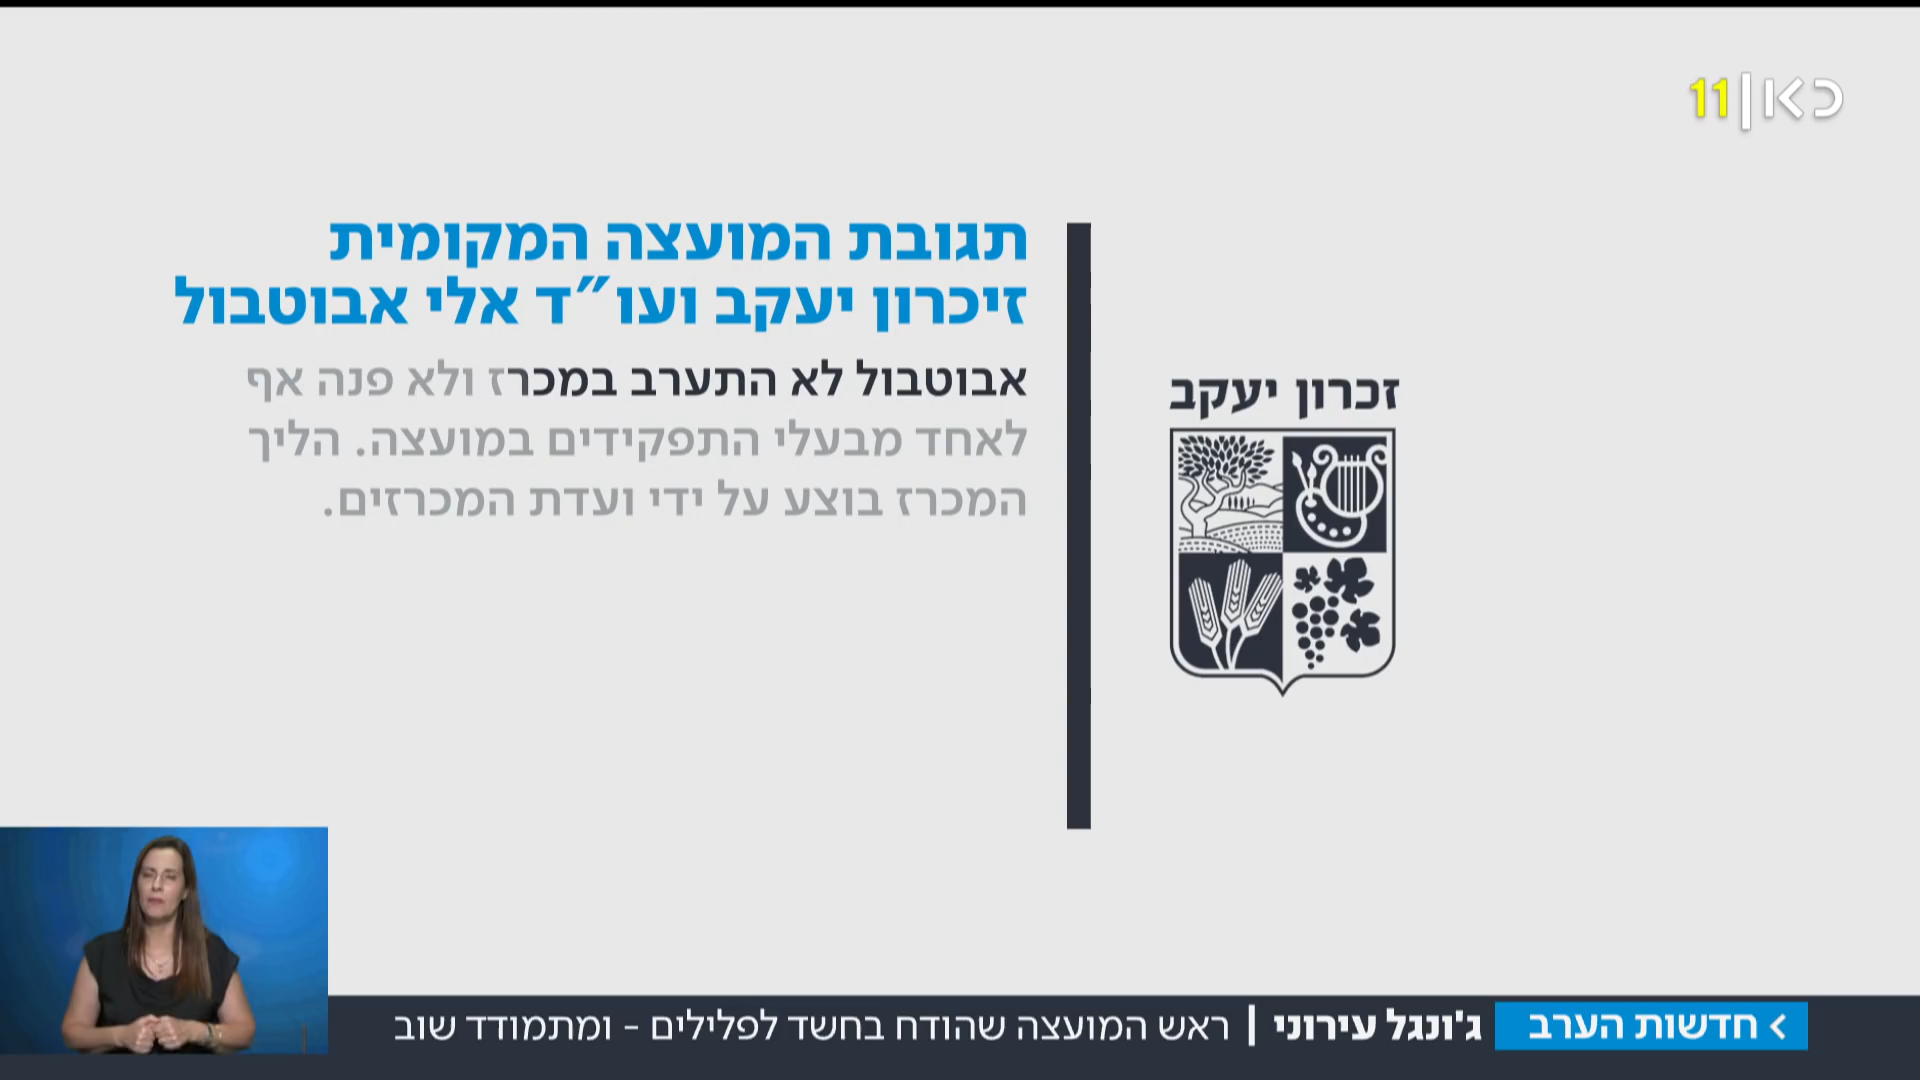 כאן 11
תגובת המועצה המקומית
זיכרון יעקב ועו״ד אלי אבוטבול
אבוטבול לא התערב במכרז ולא פנה אף
לאחד מבעלי התפקידים במועצה. הליך
המכרז בוצע על ידי ועדת המכרזים.
זכרון יעקב
חדשות הערב
ג'ונגל עירוני | ראש המועצה שהודח בחשד לפלילים - ומתמודד שוב